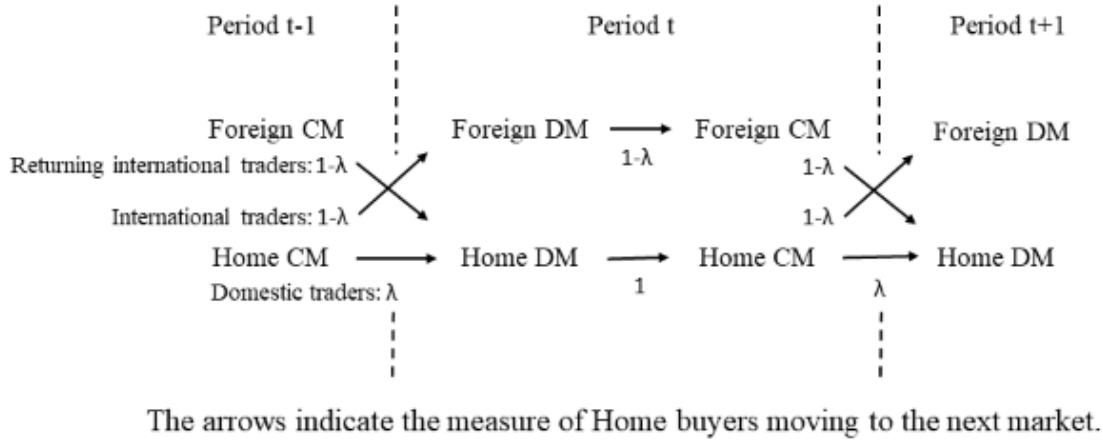 Period t-1 Period t Period t+1
Foreign CM Foreign DM Foreign CM Foreign DM
Returning international traders: 1-λ 1-λ 1-λ
International traders: 1-λ 1-λ
Home CM Home DM Home CM Home DM
Domestic traders: λ 1 λ
The arrows indicate the measure of Home buyers moving to the next market.